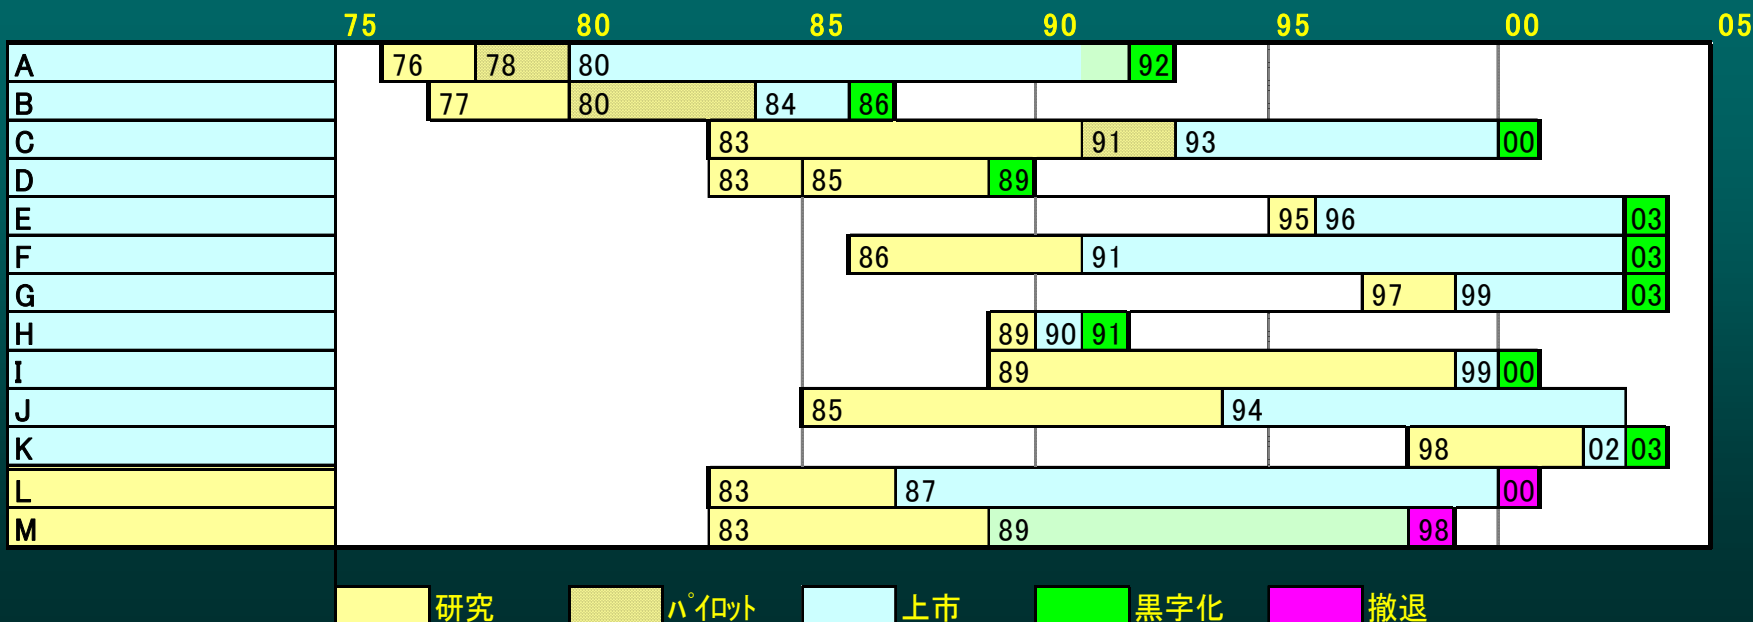 75 80 85 90 95 00 05
A 76 78 80 92
B 77 80 84 86
C 83 91 93 00
D 83 85 89
E 95 96 03
F 86 91 03
G 97 99 03
H 89 90 91
I 89 99 00
J 85 94
K 98 02 03
L 83 87 00
M 83 89 98
研究 ﾊﾟｲﾛｯﾄ 上市 黒字化 撤退